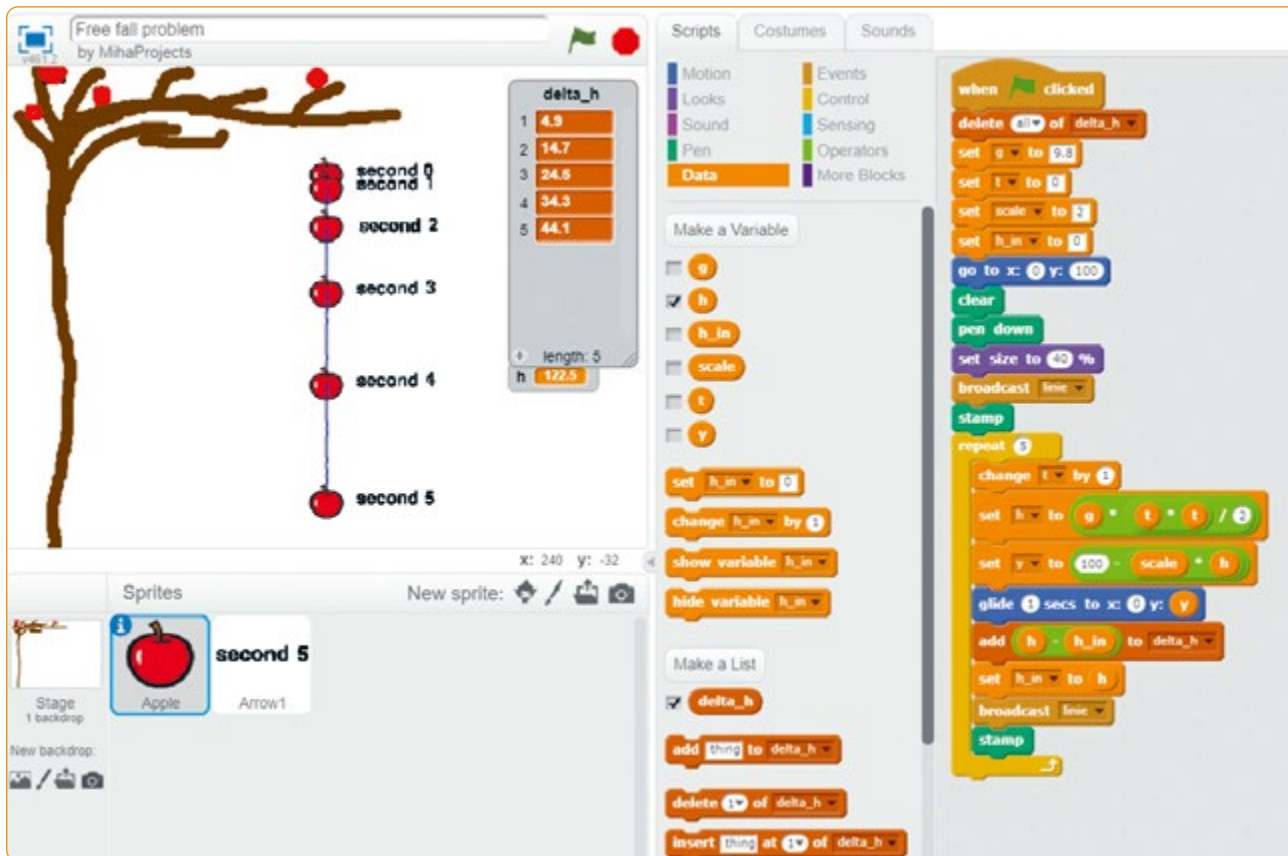 Free fall problem
by MihaProjects
v461.2
delta_h
1 4.9
2 14.7
3 24.5
4 34.3
5 44.1
length: 5
h 122.5
second 0
second 1
second 2
second 3
second 4
second 5
x: 240 y: -32
Sprites
New sprite:
Stage
1 backdrop
New backdrop:
Apple
second 5
Arrow1
Scripts
Costumes
Sounds
Motion
Looks
Sound
Pen
Data
Events
Control
Sensing
Operators
More Blocks
Make a Variable
g
h
h_in
scale
t
y
set h_in to 0
change h_in by 1
show variable h_in
hide variable h_in
Make a List
delta_h
add thing to delta_h
delete 1 of delta_h
insert thing at 1 of delta_h
when clicked
delete all of delta_h
set g to 9.8
set t to 0
set scale to 2
set h_in to 0
go to x: 0 y: 100
clear
pen down
set size to 40 %
broadcast linie
stamp
repeat 5
change t by 1
set h to g * t * t / 2
set y to 100 - scale * h
glide 1 secs to x: 0 y: y
add h - h_in to delta_h
set h_in to h
broadcast linie
stamp